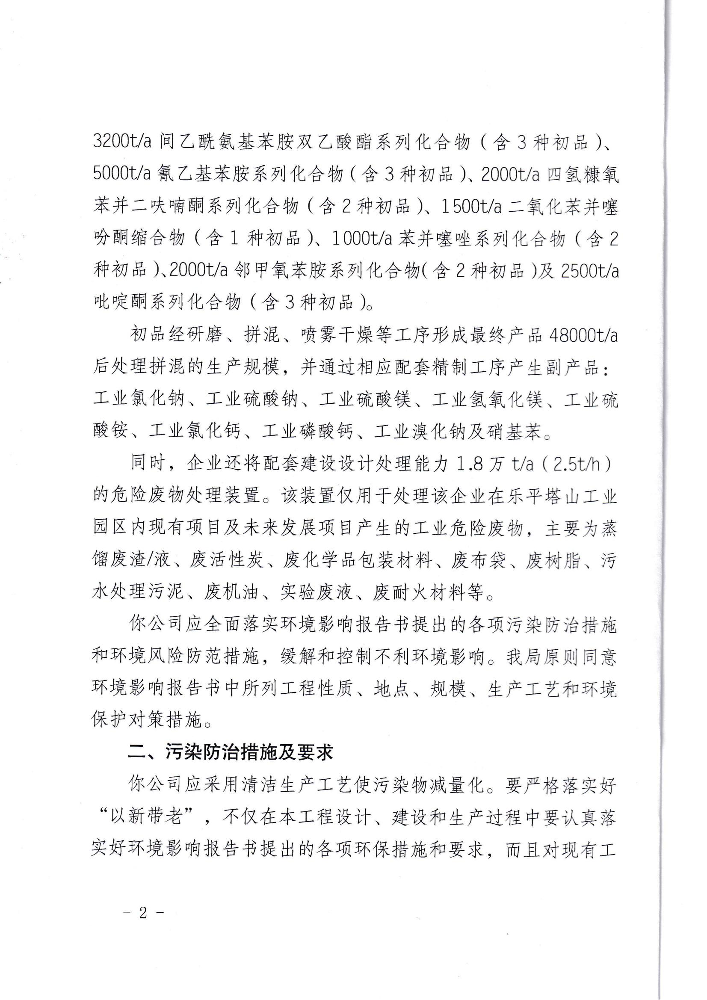 3200t/a 间乙酰氨基苯胺双乙酸酯系列化合物（含 3 种初品）、
5000t/a 氰乙基苯胺系列化合物（含 3 种初品）、2000t/a 四氢糠氧
苯并二呋喃酮系列化合物（含 2 种初品）、1500t/a 二氧化苯并噻
吩酮缩合物（含 1 种初品）、1000t/a 苯并噻唑系列化合物（含 2
种初品）、2000t/a 邻甲氧苯胺系列化合物（含 2 种初品）及 2500t/a
吡啶酮系列化合物（含 3 种初品）。
初品经研磨、拼混、喷雾干燥等工序形成最终产品 48000t/a
后处理拼混的生产规模，并通过相应配套精制工序产生副产品：
工业氯化钠、工业硫酸钠、工业硫酸镁、工业氢氧化镁、工业硫
酸铵、工业氯化钙、工业磷酸钙、工业溴化钠及硝基苯。
同时，企业还将配套建设设计处理能力 1.8 万 t/a（2.5t/h）
的危险废物处理装置。该装置仅用于处理该企业在乐平塔山工业
园区内现有项目及未来发展项目产生的工业危险废物，主要为蒸
馏废渣/液、废活性炭、废化学品包装材料、废布袋、废树脂、污
水处理污泥、废机油、实验废液、废耐火材料等。
你公司应全面落实环境影响报告书提出的各项污染防治措施
和环境风险防范措施，缓解和控制不利环境影响。我局原则同意
环境影响报告书中所列工程性质、地点、规模、生产工艺和环境
保护对策措施。
二、污染防治措施及要求
你公司应采用清洁生产工艺使污染物减量化。要严格落实好
“以新带老”，不仅在本工程设计、建设和生产过程中要认真落
实好环境影响报告书提出的各项环保措施和要求，而且对现有工
- 2 -